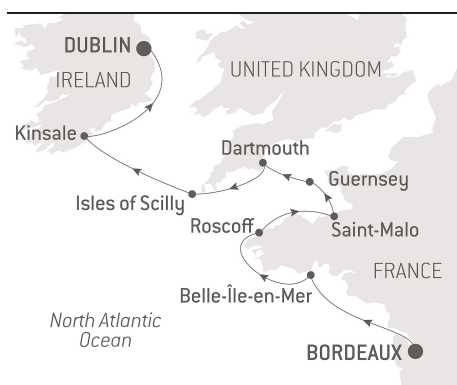 DUBLIN
IRELAND
UNITED KINGDOM
Kinsale
Dartmouth
Guernsey
Isles of Scilly
Roscoff
Saint-Malo
FRANCE
Belle-Île-en-Mer
North Atlantic
Ocean
BORDEAUX